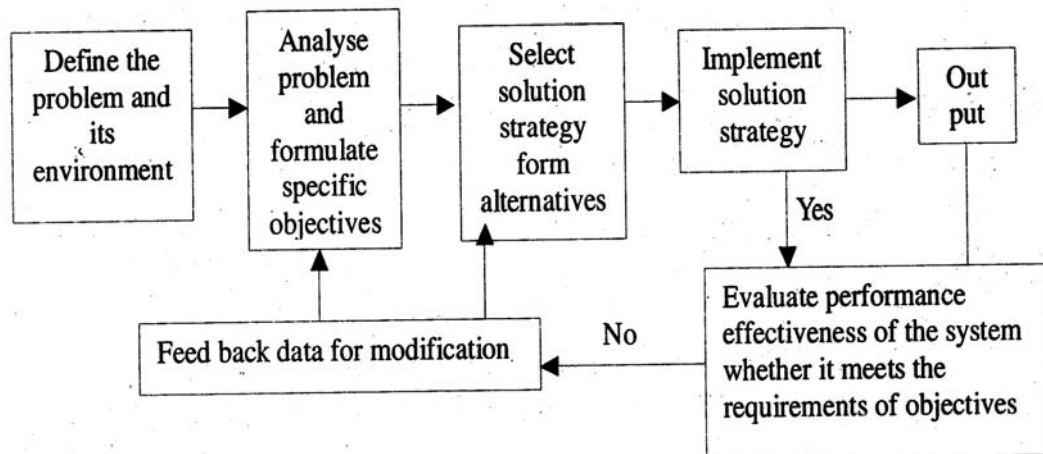 Define the
problem and
its
environment
Analyse
problem
and
formulate
specific
objectives
Select
solution
strategy
form
alternatives
Implement
solution
strategy
Out
put
Yes
Evaluate performance
effectiveness of the system
whether it meets the
requirements of objectives
No
Feed back data for modification